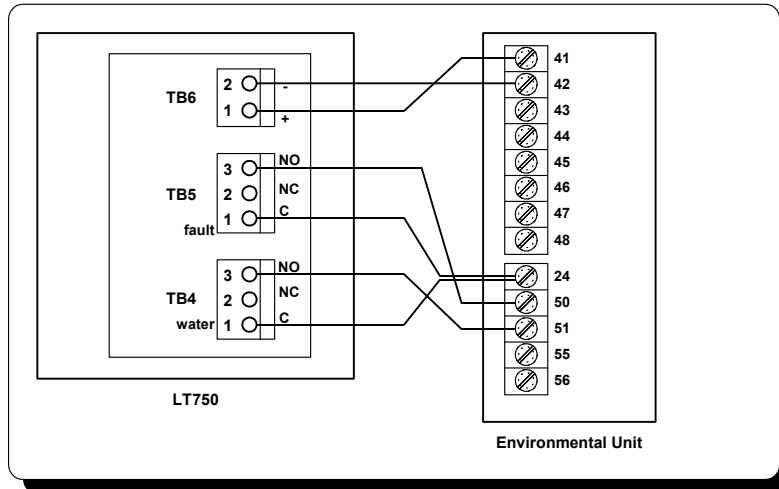 TB6
2 -
1 +
TB5
3 NO
2 NC
1 C
fault
TB4
3 NO
2 NC
water 1 C
LT750
41
42
43
44
45
46
47
48
24
50
51
55
56
Environmental Unit